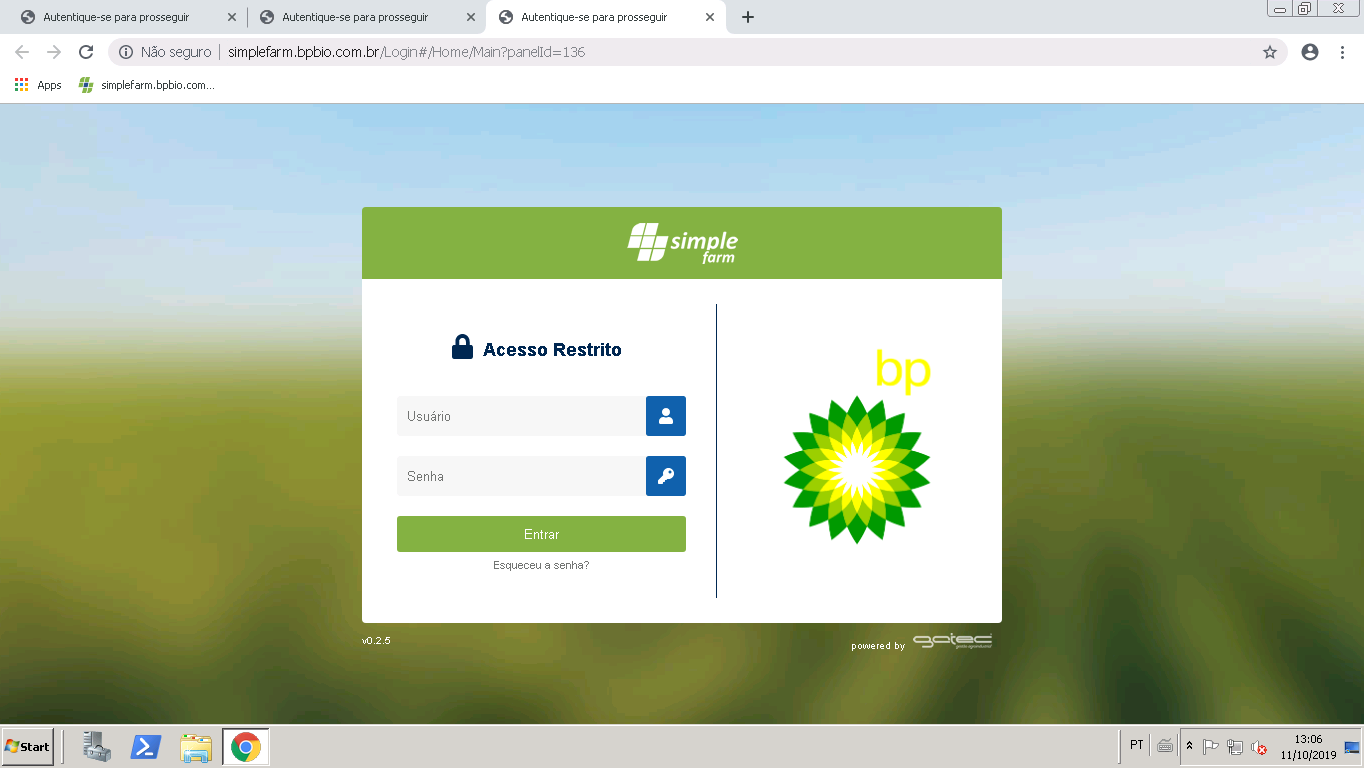 Autentique-se para prosseguir
Autentique-se para prosseguir
Autentique-se para prosseguir
Não seguro
simplefarm.bpbio.com.br/Login#/Home/Main?panelId=136
Apps
simplefarm.bpbio.com...
simple
farm
Acesso Restrito
Usuário
Senha
Entrar
Esqueceu a senha?
bp
v0.2.5
powered by gatec
Start
PT
13:06
11/10/2019